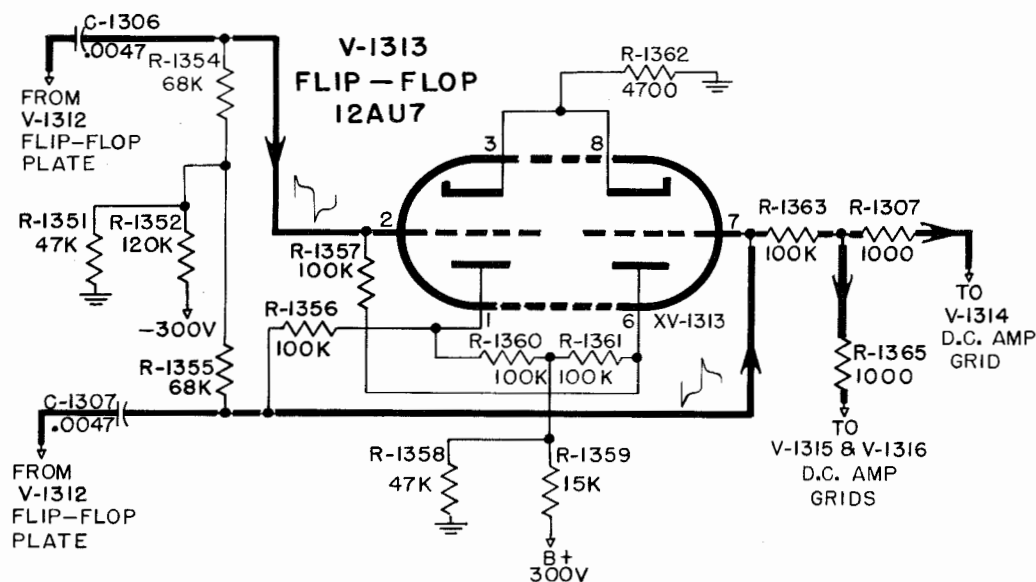 C-1306
.0047
FROM
V-1312
FLIP-FLOP
PLATE
R-1354
68K
V-1313
FLIP-FLOP
12AU7
R-1362
4700
3
8
R-1351
47K
R-1352
120K
-300V
2
7
R-1357
100K
R-1363
100K
R-1307
1000
TO
V-1314
D.C. AMP
GRID
R-1356
100K
1
6
XV-1313
R-1360
100K
R-1361
100K
R-1365
1000
R-1355
68K
C-1307
.0047
FROM
V-1312
FLIP-FLOP
PLATE
R-1358
47K
R-1359
15K
B+
300V
TO
V-1315 & V-1316
D.C. AMP
GRIDS